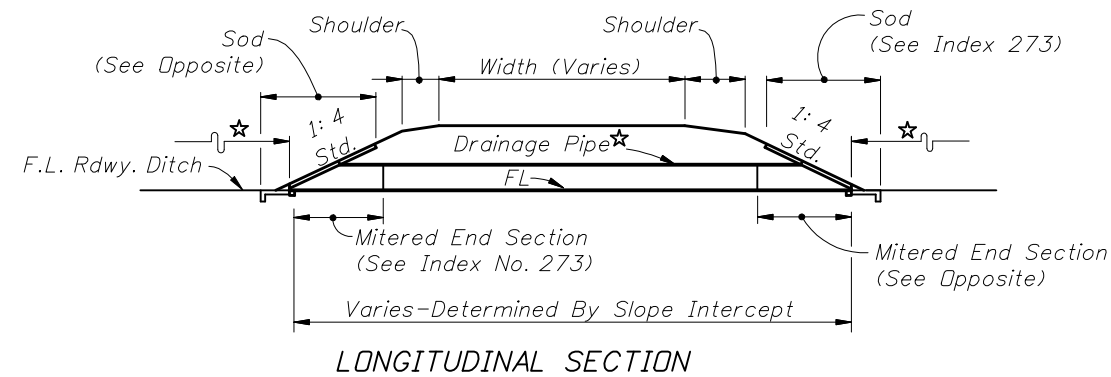 Shoulder
Shoulder
Sod
(See Index 273)
Sod
(See Opposite)
Width (Varies)
1: 4
Std.
1: 4
Std.
Drainage Pipe
F.L. Rdwy. Ditch
FL
Mitered End Section
(See Index No. 273)
Mitered End Section
(See Opposite)
Varies-Determined By Slope Intercept
LONGITUDINAL SECTION